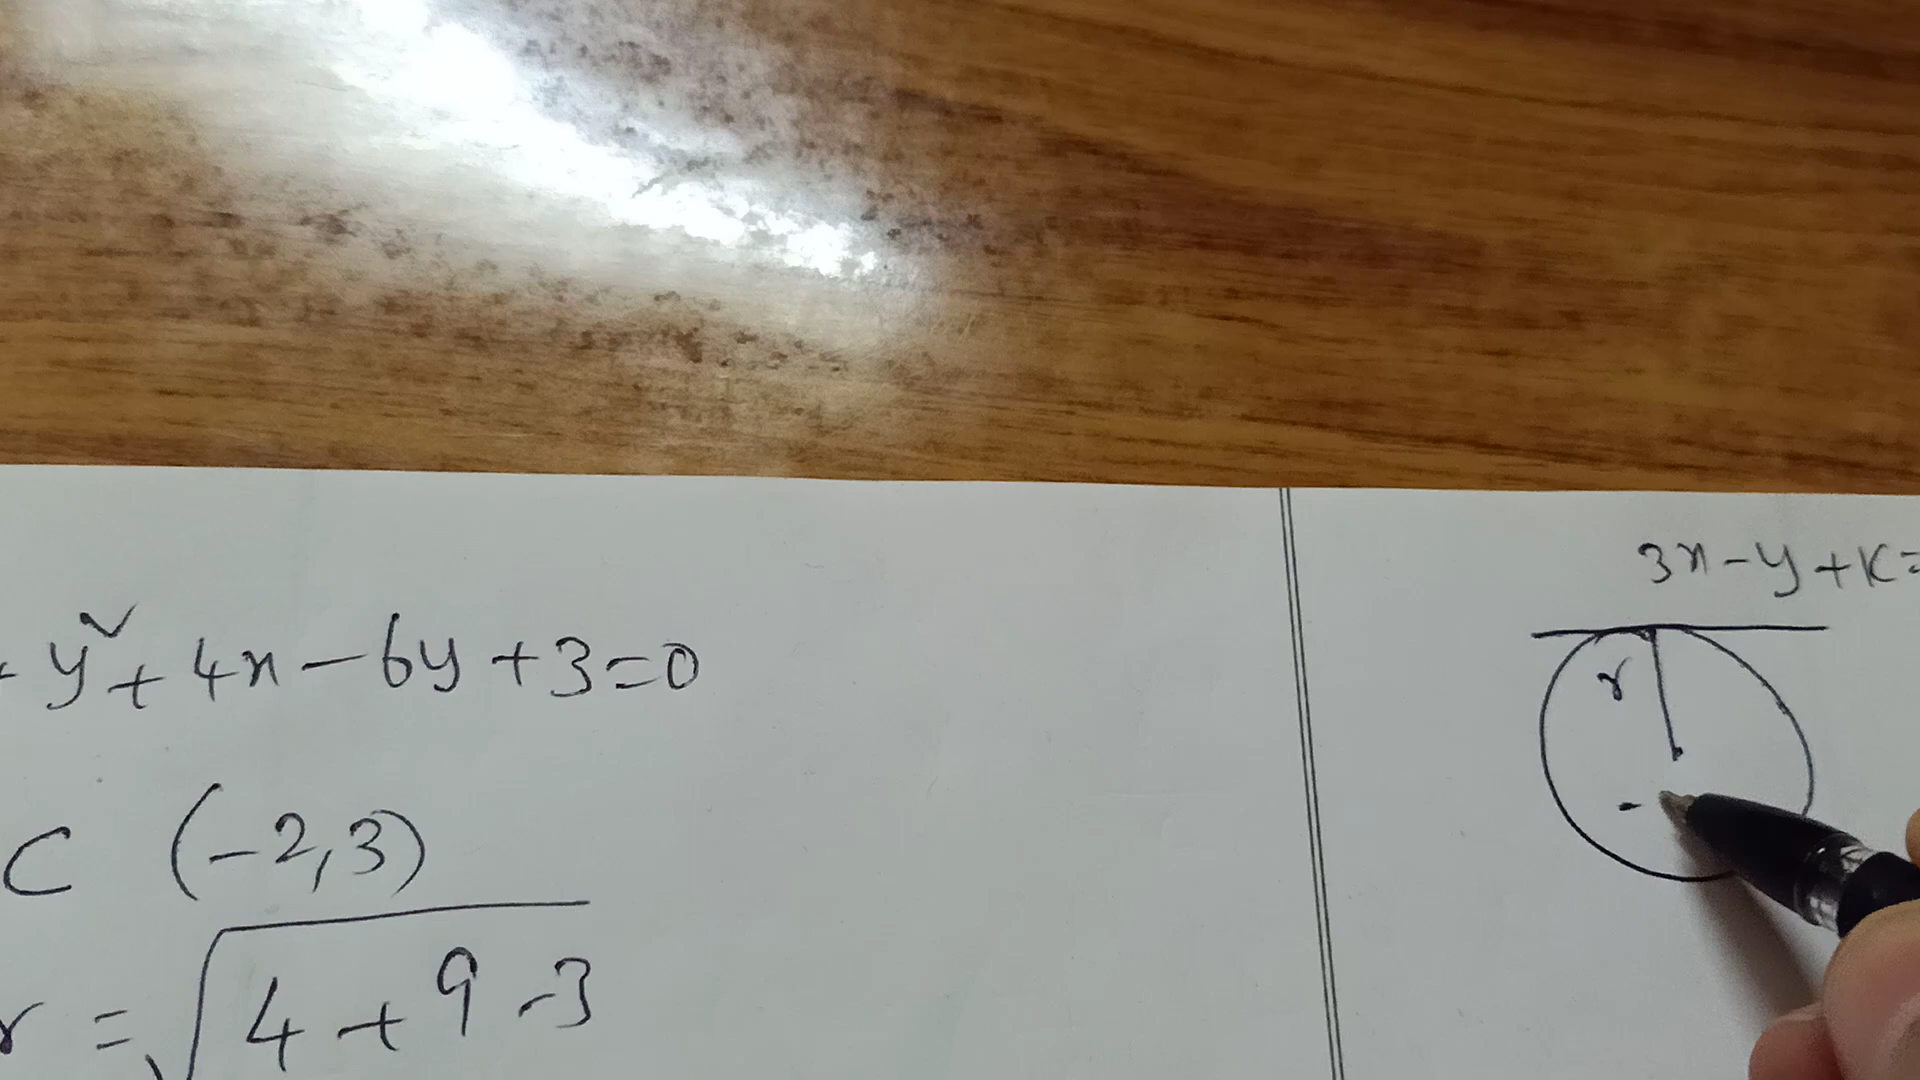 + y² + 4x - 6y + 3 = 0
C (-2, 3)
r = √4 + 9 - 3
3x - y + K =
r